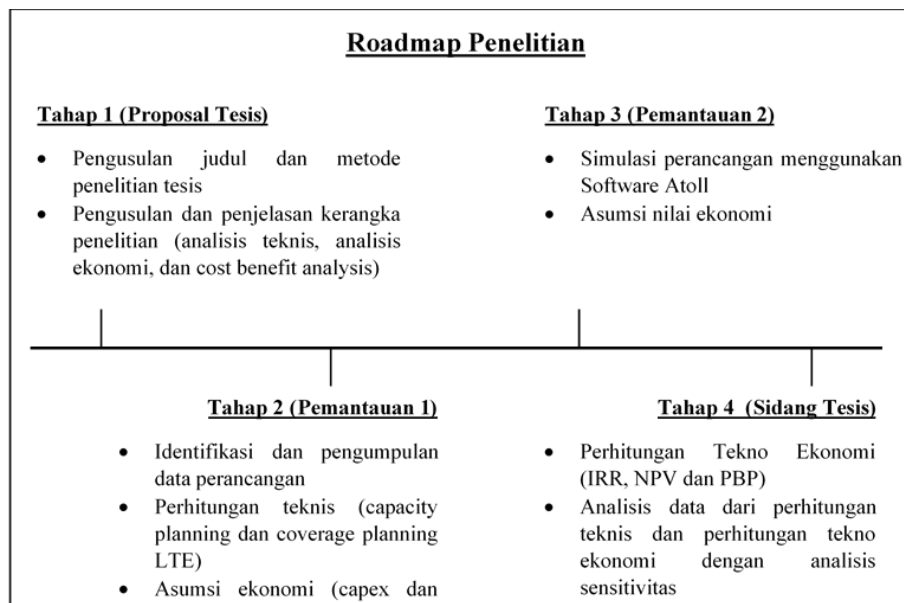 Roadmap Penelitian
Tahap 1 (Proposal Tesis)
• Pengusulan judul dan metode
penelitian tesis
• Pengusulan dan penjelasan kerangka
penelitian (analisis teknis, analisis
ekonomi, dan cost benefit analysis)
Tahap 3 (Pemantauan 2)
• Simulasi perancangan menggunakan
Software Atoll
• Asumsi nilai ekonomi
Tahap 2 (Pemantauan 1)
• Identifikasi dan pengumpulan
data perancangan
• Perhitungan teknis (capacity
planning dan coverage planning
LTE)
• Asumsi ekonomi (capex dan
Tahap 4 (Sidang Tesis)
• Perhitungan Tekno Ekonomi
(IRR, NPV dan PBP)
• Analisis data dari perhitungan
teknis dan perhitungan tekno
ekonomi dengan analisis
sensitivitas